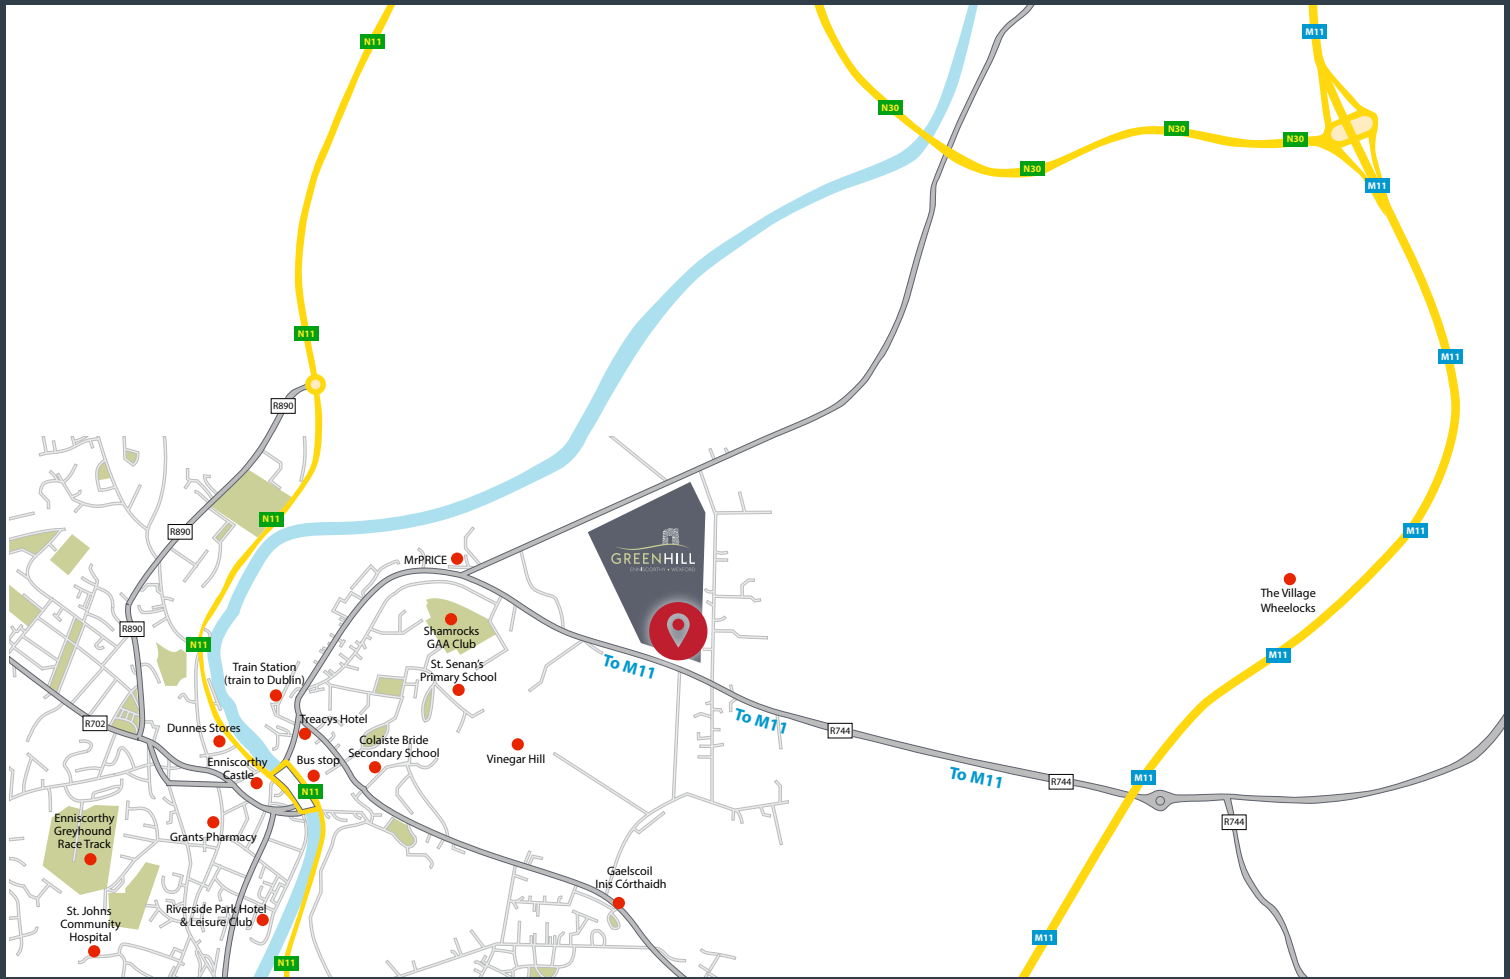 M11
N11
N30
N30
N30
N30
M11
N11
M11
R890
N11
R890
M11
GREENHILL
ENNISCORTHY • WEXFORD
MrPRICE
The Village
Wheelocks
R890
Shamrocks
GAA Club
N11
To M11
M11
Train Station
(train to Dublin)
St. Senan's
Primary School
R702
Dunnes Stores
Treacys Hotel
To M11
R744
Colaiste Bride
Secondary School
Vinegar Hill
Enniscorthy
Castle
Bus stop
To M11
R744
M11
N11
Enniscorthy
Greyhound
Race Track
Grants Pharmacy
R744
Gaelscoil
Inis Córthaidh
St. Johns
Community
Hospital
Riverside Park Hotel
& Leisure Club
M11
N11